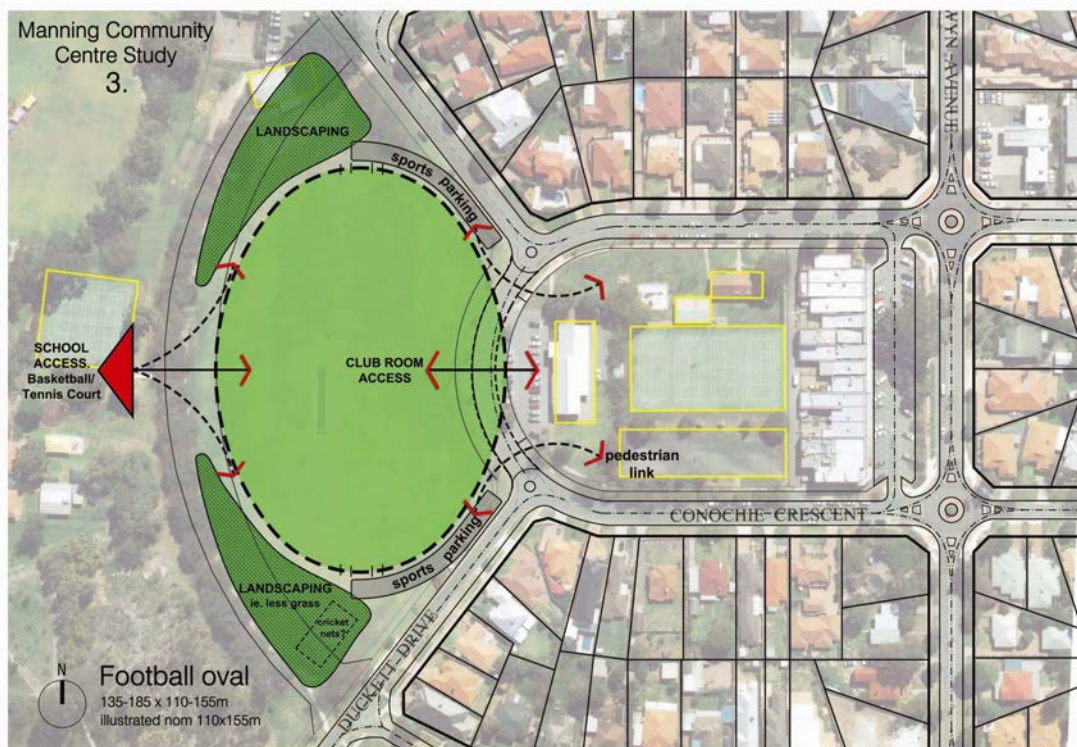 Manning Community
Centre Study
3.
LANDSCAPING
sports parking
SCHOOL
ACCESS,
Basketball/
Tennis Court
CLUB ROOM
ACCESS
pedestrian
link
CONOCHIE CRESCENT
sports parking
LANDSCAPING
ie. less grass
cricket
nets?
DUCKETT DRIVE
N
Football oval
135-185 x 110-155m
illustrated nom 110x155m
AVENUE